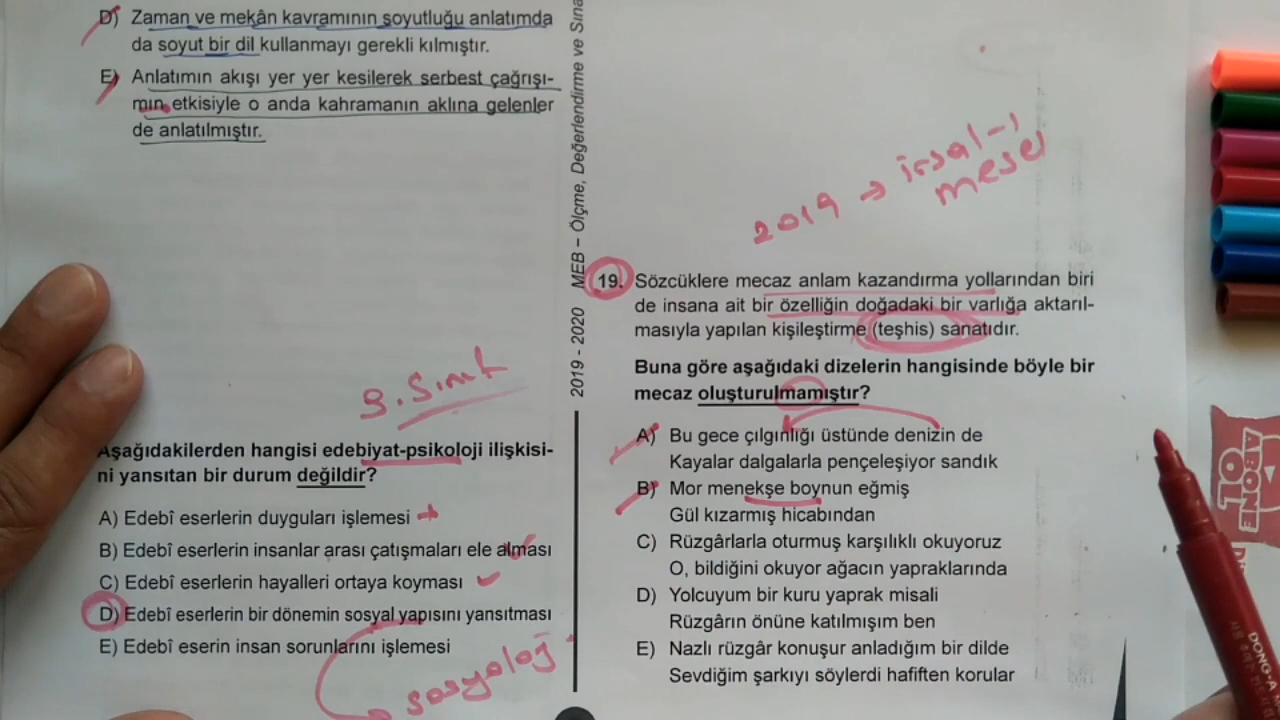 D) Zaman ve mekân kavramının soyutluğu anlatımda
da soyut bir dil kullanmayı gerekli kılmıştır.
E) Anlatımın akışı yer yer kesilerek serbest çağrışı-
mın etkisiyle o anda kahramanın aklına gelenler
de anlatılmıştır.
3. Sınıf
Aşağıdakilerden hangisi edebiyat-psikoloji ilişkisi-
ni yansıtan bir durum değildir?
A) Edebî eserlerin duyguları işlemesi
B) Edebî eserlerin insanlar arası çatışmaları ele alması
C) Edebî eserlerin hayalleri ortaya koyması
D) Edebî eserlerin bir dönemin sosyal yapısını yansıtması
E) Edebî eserin insan sorunlarını işlemesi
sosyoloji
2019 - 2020 MEB – Ölçme, Değerlendirme ve Sına
2019 → irsal-ı
mesel
19. Sözcüklere mecaz anlam kazandırma yollarından biri
de insana ait bir özelliğin doğadaki bir varlığa aktarıl-
masıyla yapılan kişileştirme (teşhis) sanatıdır.
Buna göre aşağıdaki dizelerin hangisinde böyle bir
mecaz oluşturulmamıştır?
A) Bu gece çılgınlığı üstünde denizin de
Kayalar dalgalarla pençeleşiyor sandık
B) Mor menekşe boynun eğmiş
Gül kızarmış hicabından
C) Rüzgârlarla oturmuş karşılıklı okuyoruz
O, bildiğini okuyor ağacın yapraklarında
D) Yolcuyum bir kuru yaprak misali
Rüzgârın önüne katılmışım ben
E) Nazlı rüzgâr konuşur anladığım bir dilde
Sevdiğim şarkıyı söylerdi hafiften korular
ABONE
OL
DONG-A